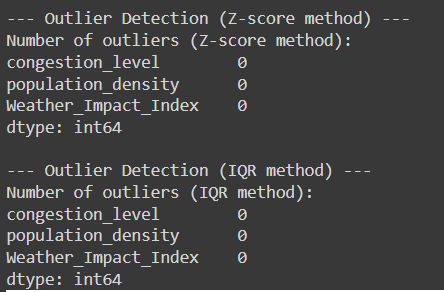 --- Outlier Detection (Z-score method) ---
Number of outliers (Z-score method):
congestion_level 0
population_density 0
Weather_Impact_Index 0
dtype: int64
--- Outlier Detection (IQR method) ---
Number of outliers (IQR method):
congestion_level 0
population_density 0
Weather_Impact_Index 0
dtype: int64